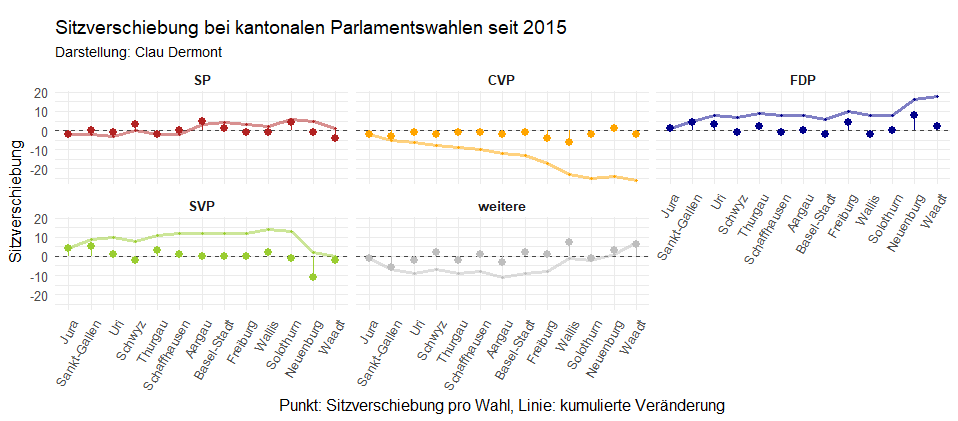 Sitzverschiebung bei kantonalen Parlamentswahlen seit 2015
Darstellung: Clau Dermont
SP
CVP
FDP
20
10
0
-10
-20
Sitzverschiebung
SVP
weitere
20
10
0
-10
-20
Jura
Sankt-Gallen
Uri
Schwyz
Thurgau
Schaffhausen
Aargau
Basel-Stadt
Freiburg
Wallis
Solothurn
Neuenburg
Waadt
Jura
Sankt-Gallen
Uri
Schwyz
Thurgau
Schaffhausen
Aargau
Basel-Stadt
Freiburg
Wallis
Solothurn
Neuenburg
Waadt
Jura
Sankt-Gallen
Uri
Schwyz
Thurgau
Schaffhausen
Aargau
Basel-Stadt
Freiburg
Wallis
Solothurn
Neuenburg
Waadt
Punkt: Sitzverschiebung pro Wahl, Linie: kumulierte Veränderung